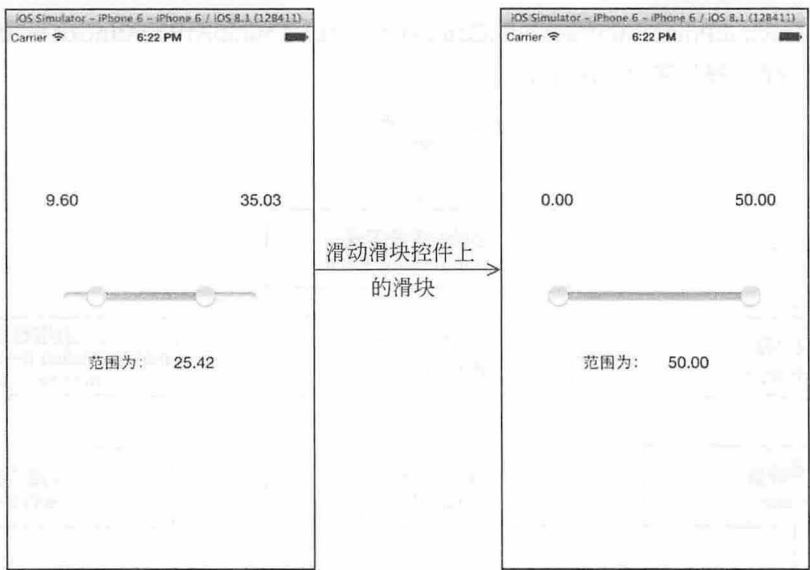 iOS Simulator - iPhone 6 - iPhone 6 / iOS 8.1 (12B411)
Carrier 6:22 PM
9.60 35.03
范围为： 25.42
滑动滑块控件上
的滑块
iOS Simulator - iPhone 6 - iPhone 6 / iOS 8.1 (12B411)
Carrier 6:22 PM
0.00 50.00
范围为： 50.00